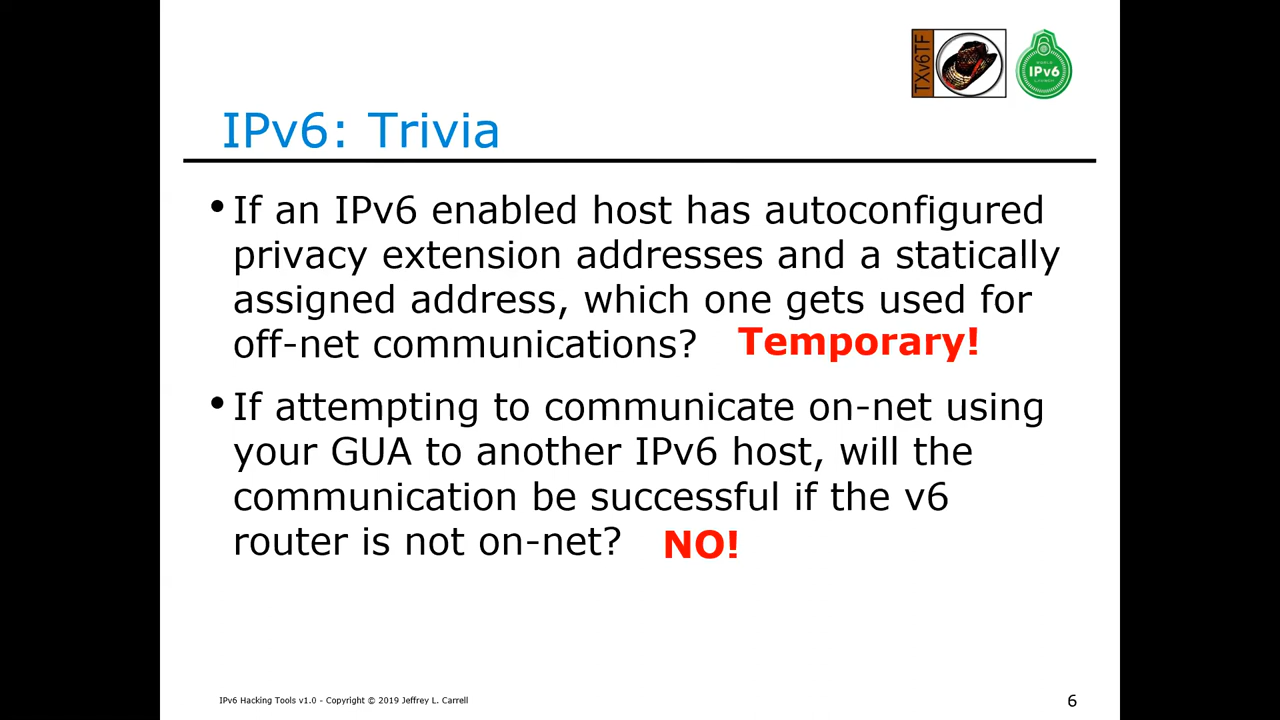 TXv6TF
WORLD
IPv6
LAUNCH
IPv6: Trivia
• If an IPv6 enabled host has autoconfigured
privacy extension addresses and a statically
assigned address, which one gets used for
off-net communications? Temporary!
• If attempting to communicate on-net using
your GUA to another IPv6 host, will the
communication be successful if the v6
router is not on-net? NO!
IPv6 Hacking Tools v1.0 - Copyright © 2019 Jeffrey L. Carrell
6